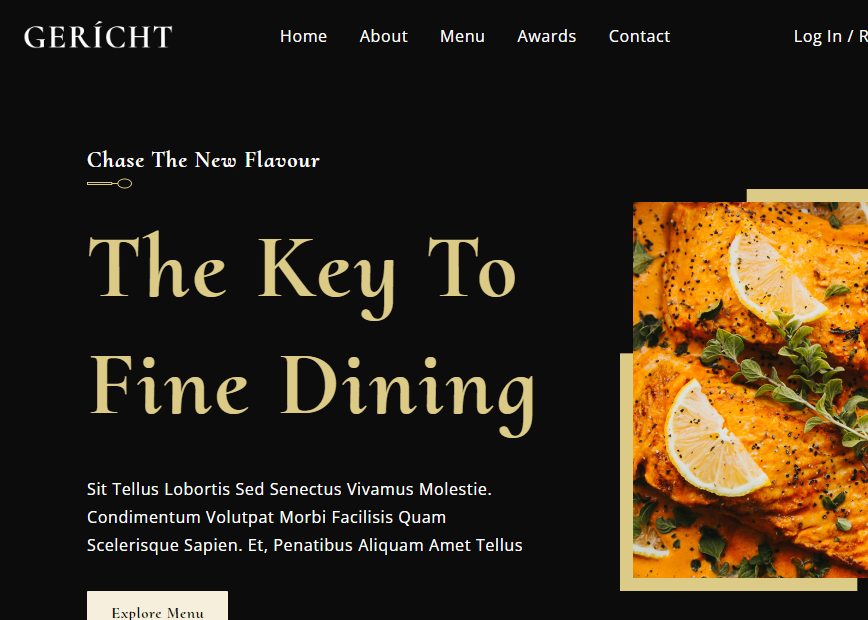 GERÍCHT
Home About Menu Awards Contact Log In / R
Chase The New Flavour
The Key To
Fine Dining
Sit Tellus Lobortis Sed Senectus Vivamus Molestie.
Condimentum Volutpat Morbi Facilisis Quam
Scelerisque Sapien. Et, Penatibus Aliquam Amet Tellus
Explore Menu